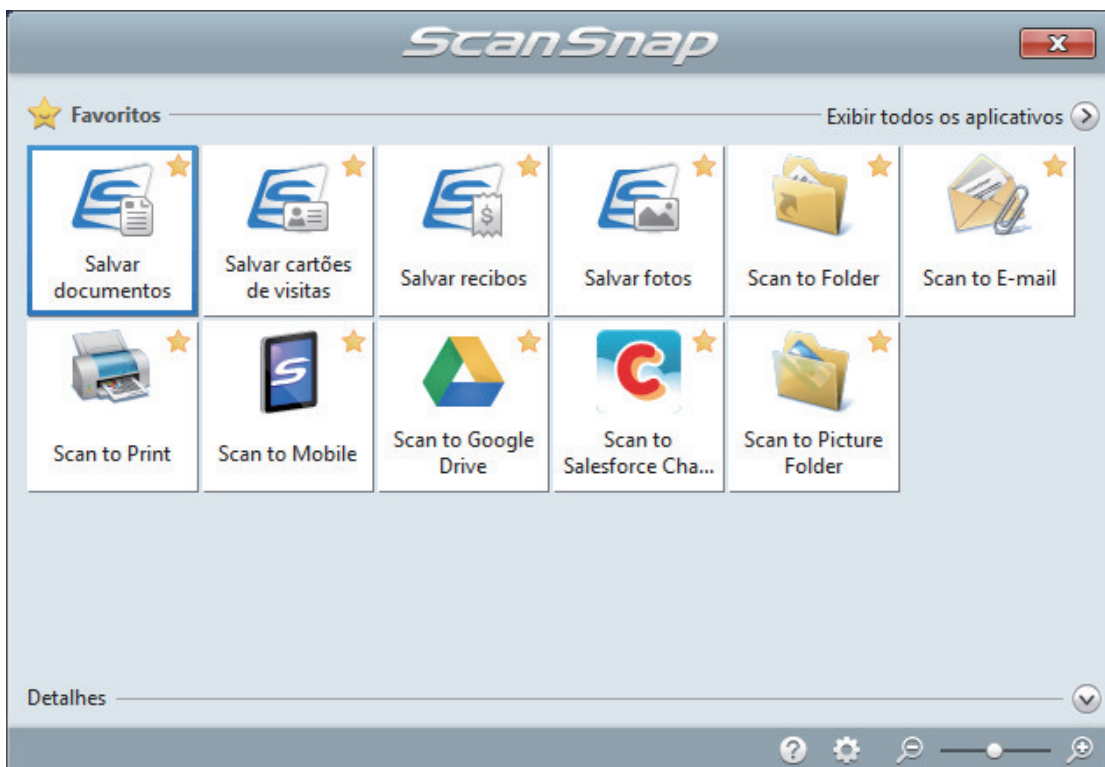 ScanSnap
Favoritos
Exibir todos os aplicativos
Salvar
documentos
Salvar cartões
de visitas
Salvar recibos
Salvar fotos
Scan to Folder
Scan to E-mail
Scan to Print
Scan to Mobile
Scan to Google
Drive
Scan to
Salesforce Cha...
Scan to Picture
Folder
Detalhes